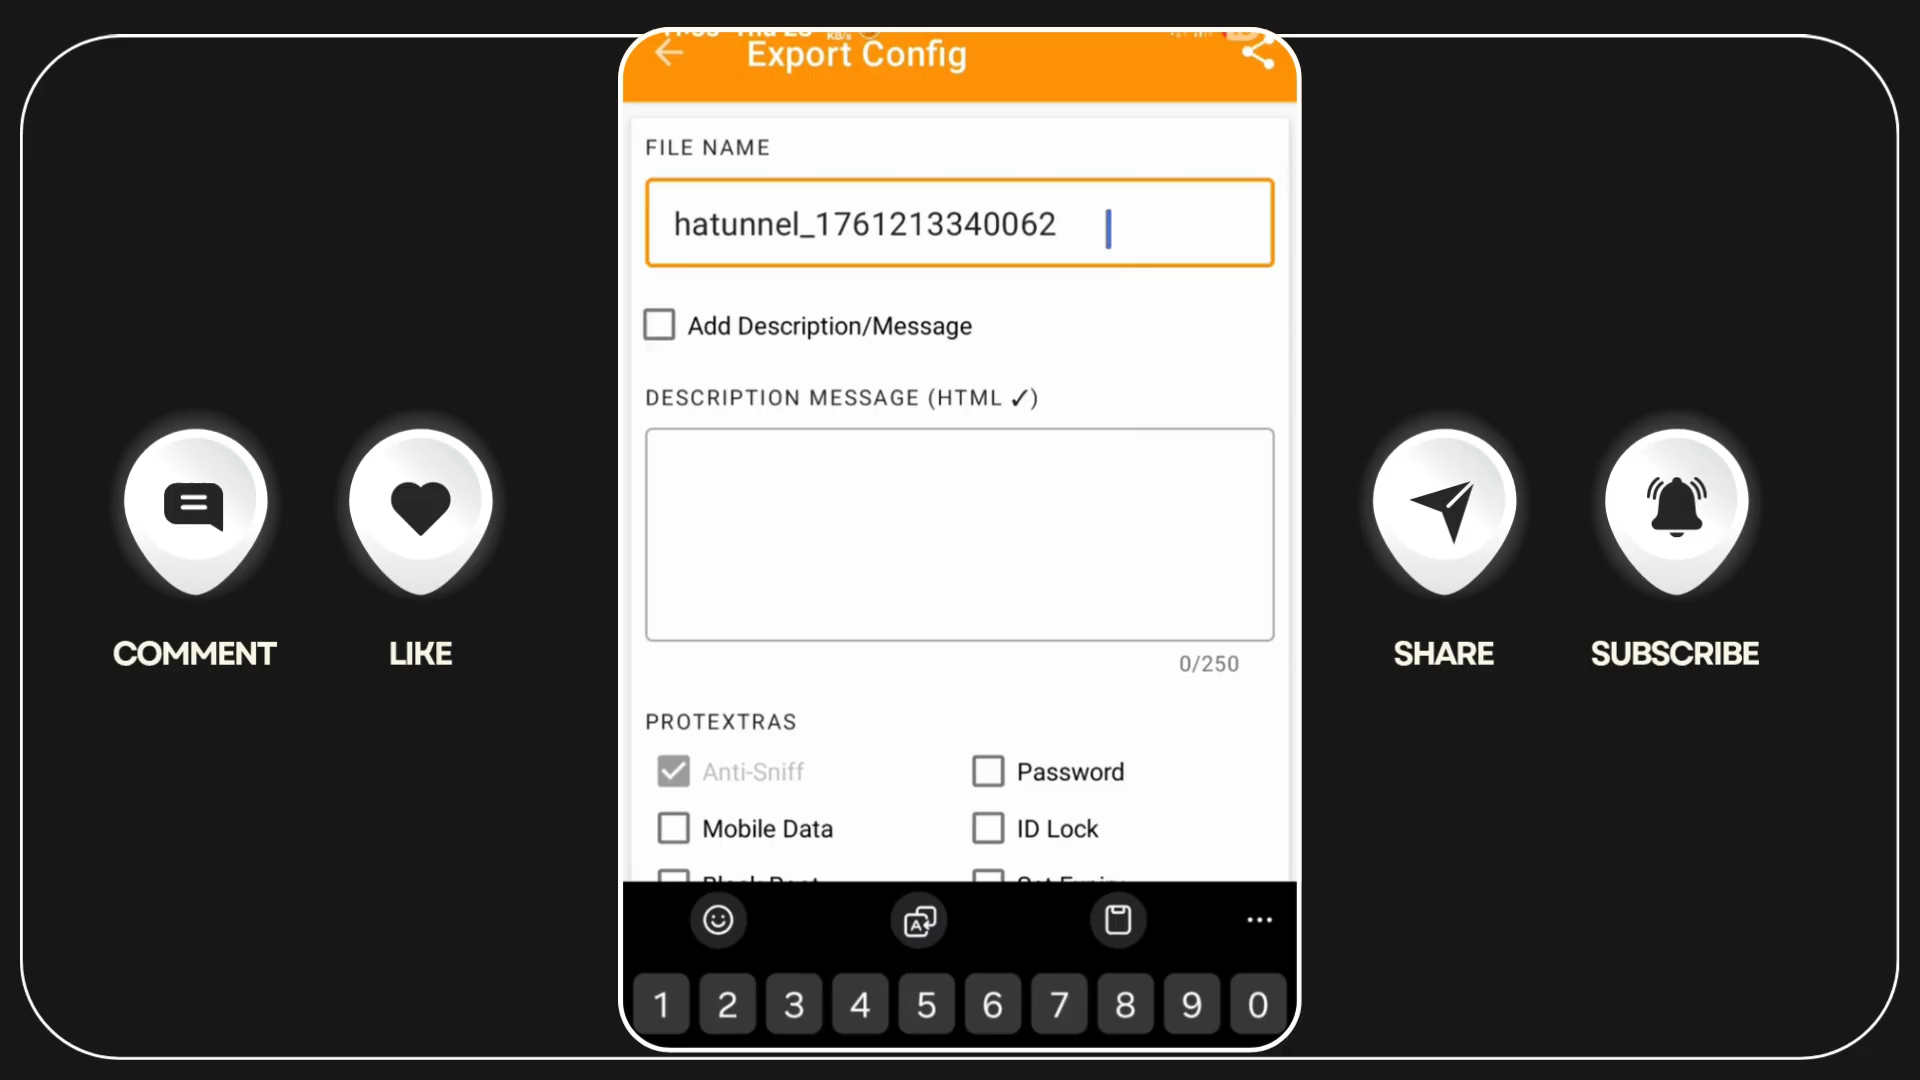 Export Config
FILE NAME
hatunnel_1761213340062
Add Description/Message
DESCRIPTION MESSAGE (HTML ✓)
0/250
PROTEXTRAS
Anti-Sniff
Password
Mobile Data
ID Lock
1 2 3 4 5 6 7 8 9 0
COMMENT
LIKE
SHARE
SUBSCRIBE